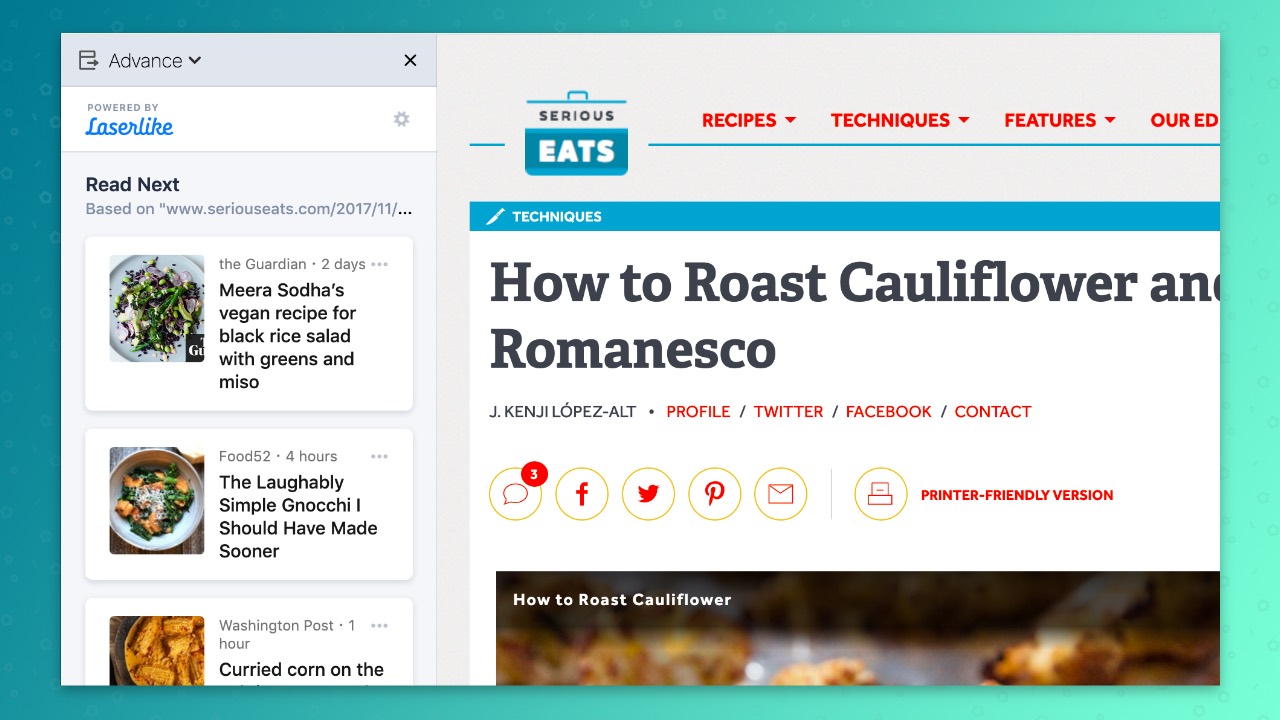 Advance
POWERED BY
Laserlike
Read Next
Based on "www.seriouseats.com/2017/11/...
the Guardian · 2 days
Meera Sodha's
vegan recipe for
black rice salad
with greens and
miso
Food52 · 4 hours
The Laughably
Simple Gnocchi I
Should Have Made
Sooner
Washington Post · 1
hour
Curried corn on the
SERIOUS
EATS
RECIPES
TECHNIQUES
FEATURES
OUR ED
TECHNIQUES
How to Roast Cauliflower and
Romanesco
J. KENJI LÓPEZ-ALT • PROFILE / TWITTER / FACEBOOK / CONTACT
3
PRINTER-FRIENDLY VERSION
How to Roast Cauliflower